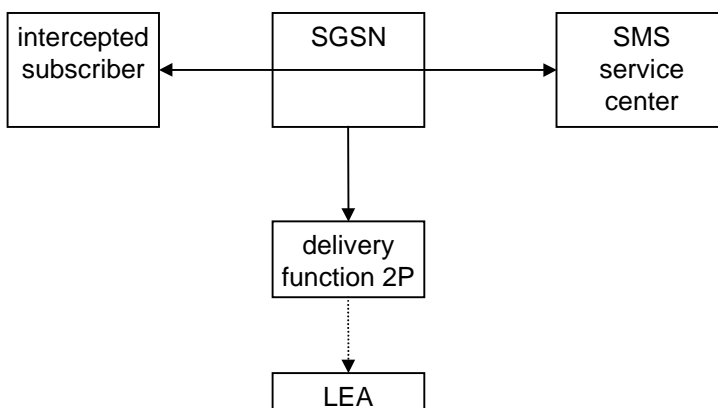 intercepted
subscriber
SGSN
SMS
service
center
delivery
function 2P
LEA